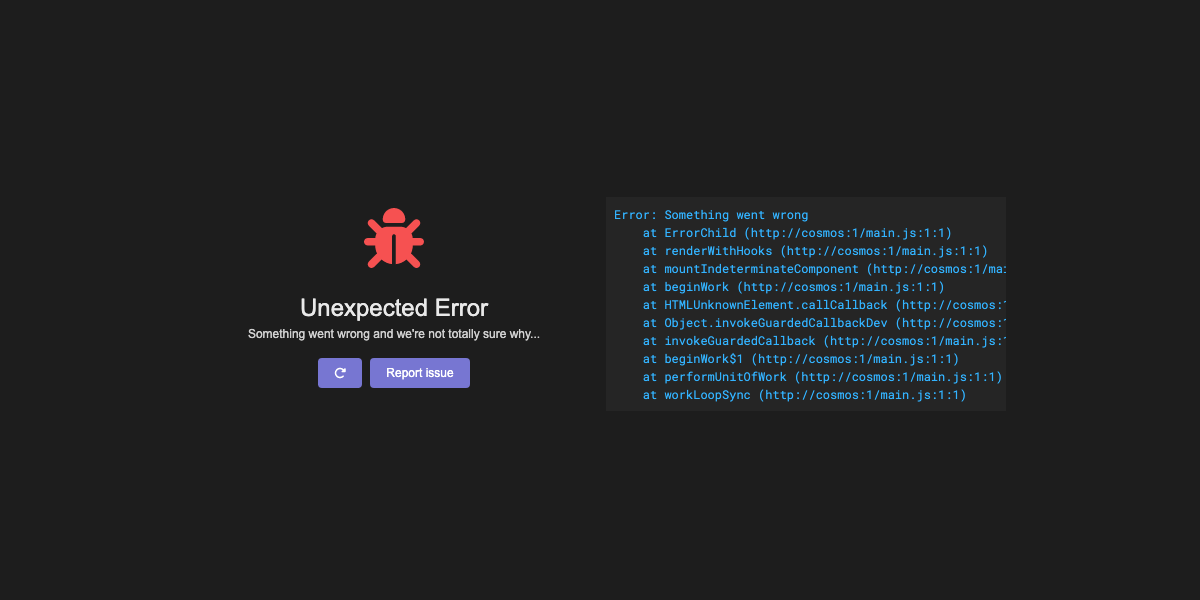 Unexpected Error
Something went wrong and we're not totally sure why...
Report issue
Error: Something went wrong
at ErrorChild (http://cosmos:1/main.js:1:1)
at renderWithHooks (http://cosmos:1/main.js:1:1)
at mountIndeterminateComponent (http://cosmos:1/mai
at beginWork (http://cosmos:1/main.js:1:1)
at HTMLUnknownElement.callCallback (http://cosmos:
at Object.invokeGuardedCallbackDev (http://cosmos:
at invokeGuardedCallback (http://cosmos:1/main.js:
at beginWork$1 (http://cosmos:1/main.js:1:1)
at performUnitOfWork (http://cosmos:1/main.js:1:1)
at workLoopSync (http://cosmos:1/main.js:1:1)